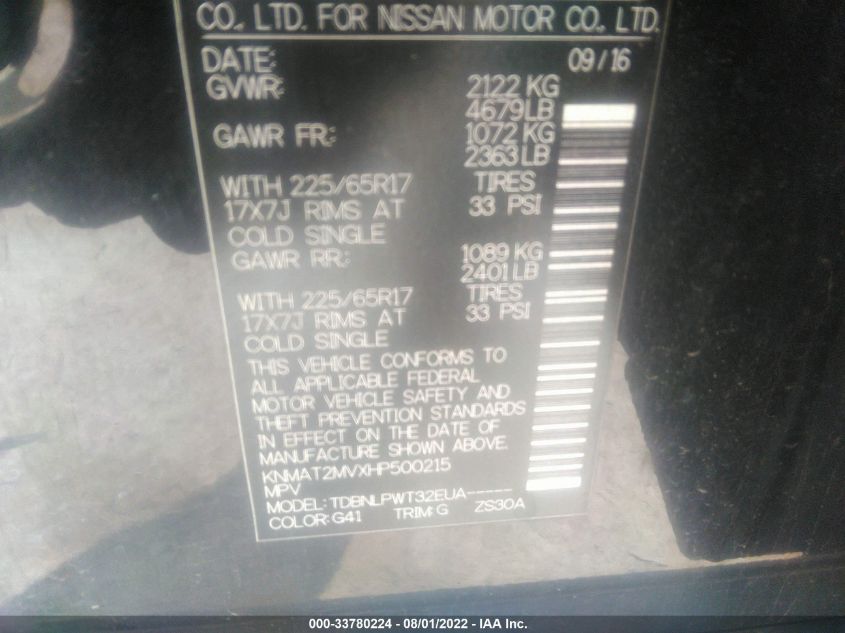 CO., LTD. FOR NISSAN MOTOR CO., LTD.
DATE: 09/16
GVWR: 2122 KG
4679LB
GAWR FR: 1072 KG
2363LB
WITH 225/65R17 TIRES
17X7J RIMS AT 33 PSI
COLD SINGLE
GAWR RR: 1089 KG
2401LB
WITH 225/65R17 TIRES
17X7J RIMS AT 33 PSI
COLD SINGLE
THIS VEHICLE CONFORMS TO
ALL APPLICABLE FEDERAL
MOTOR VEHICLE SAFETY AND
THEFT PREVENTION STANDARDS
IN EFFECT ON THE DATE OF
MANUFACTURE SHOWN ABOVE.
KNMAT2MVXHP500215
MPV
MODEL: TDBNLPWT32EUA-----
COLOR:G41 TRIM:G ZS30A
000-33780224 - 08/01/2022 - IAA Inc.